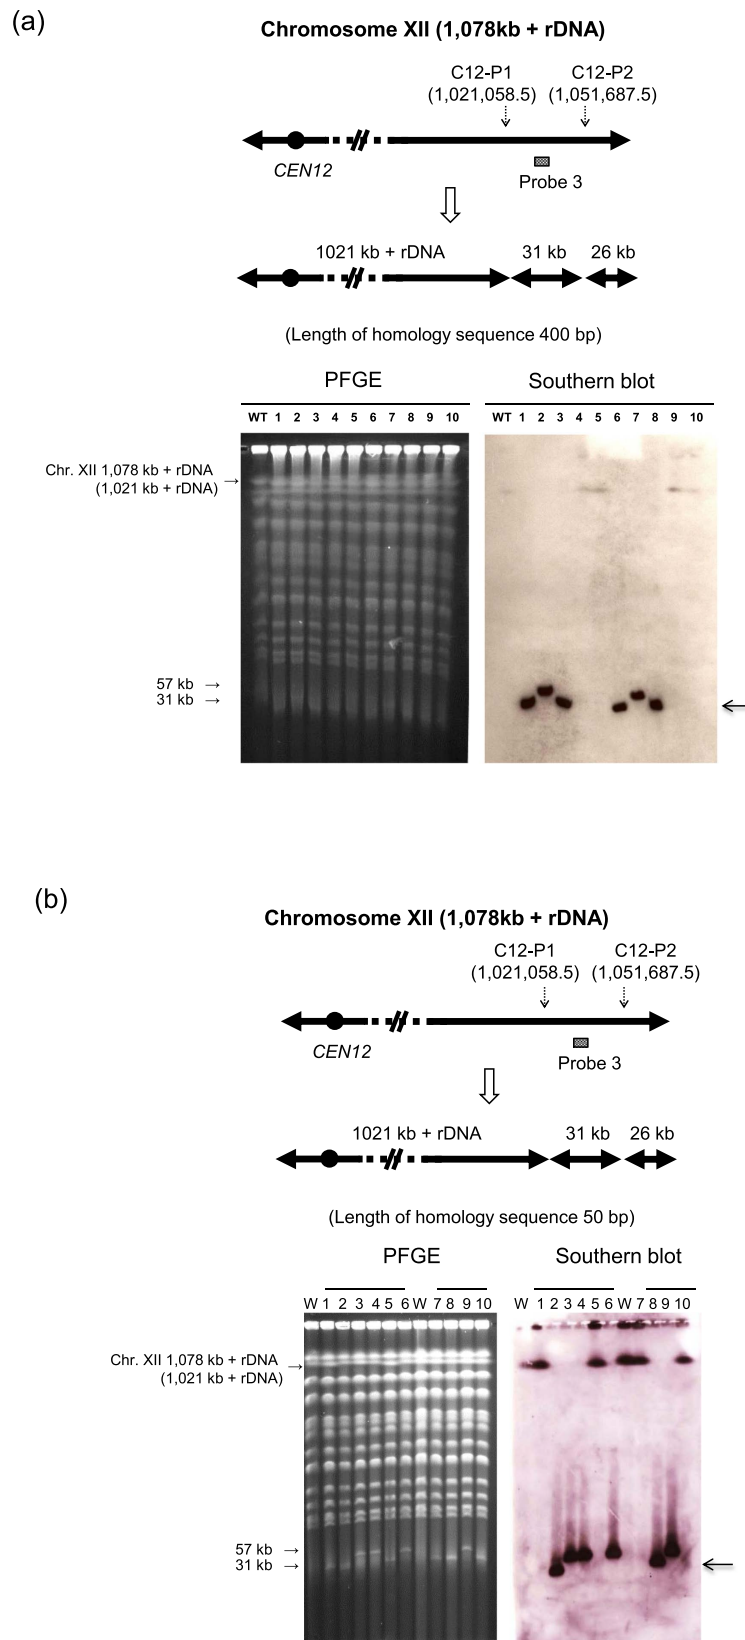 (a)
Chromosome XII (1,078kb + rDNA)
C12-P1 C12-P2
(1,021,058.5) (1,051,687.5)
CEN12
Probe 3
1021 kb + rDNA 31 kb 26 kb
(Length of homology sequence 400 bp)
PFGE Southern blot
WT 1 2 3 4 5 6 7 8 9 10 WT 1 2 3 4 5 6 7 8 9 10
Chr. XII 1,078 kb + rDNA
(1,021 kb + rDNA) →
57 kb →
31 kb →
(b)
Chromosome XII (1,078kb + rDNA)
C12-P1 C12-P2
(1,021,058.5) (1,051,687.5)
CEN12
Probe 3
1021 kb + rDNA 31 kb 26 kb
(Length of homology sequence 50 bp)
PFGE Southern blot
W 1 2 3 4 5 6 W 7 8 9 10 W 1 2 3 4 5 6 W 7 8 9 10
Chr. XII 1,078 kb + rDNA
(1,021 kb + rDNA) →
57 kb →
31 kb →